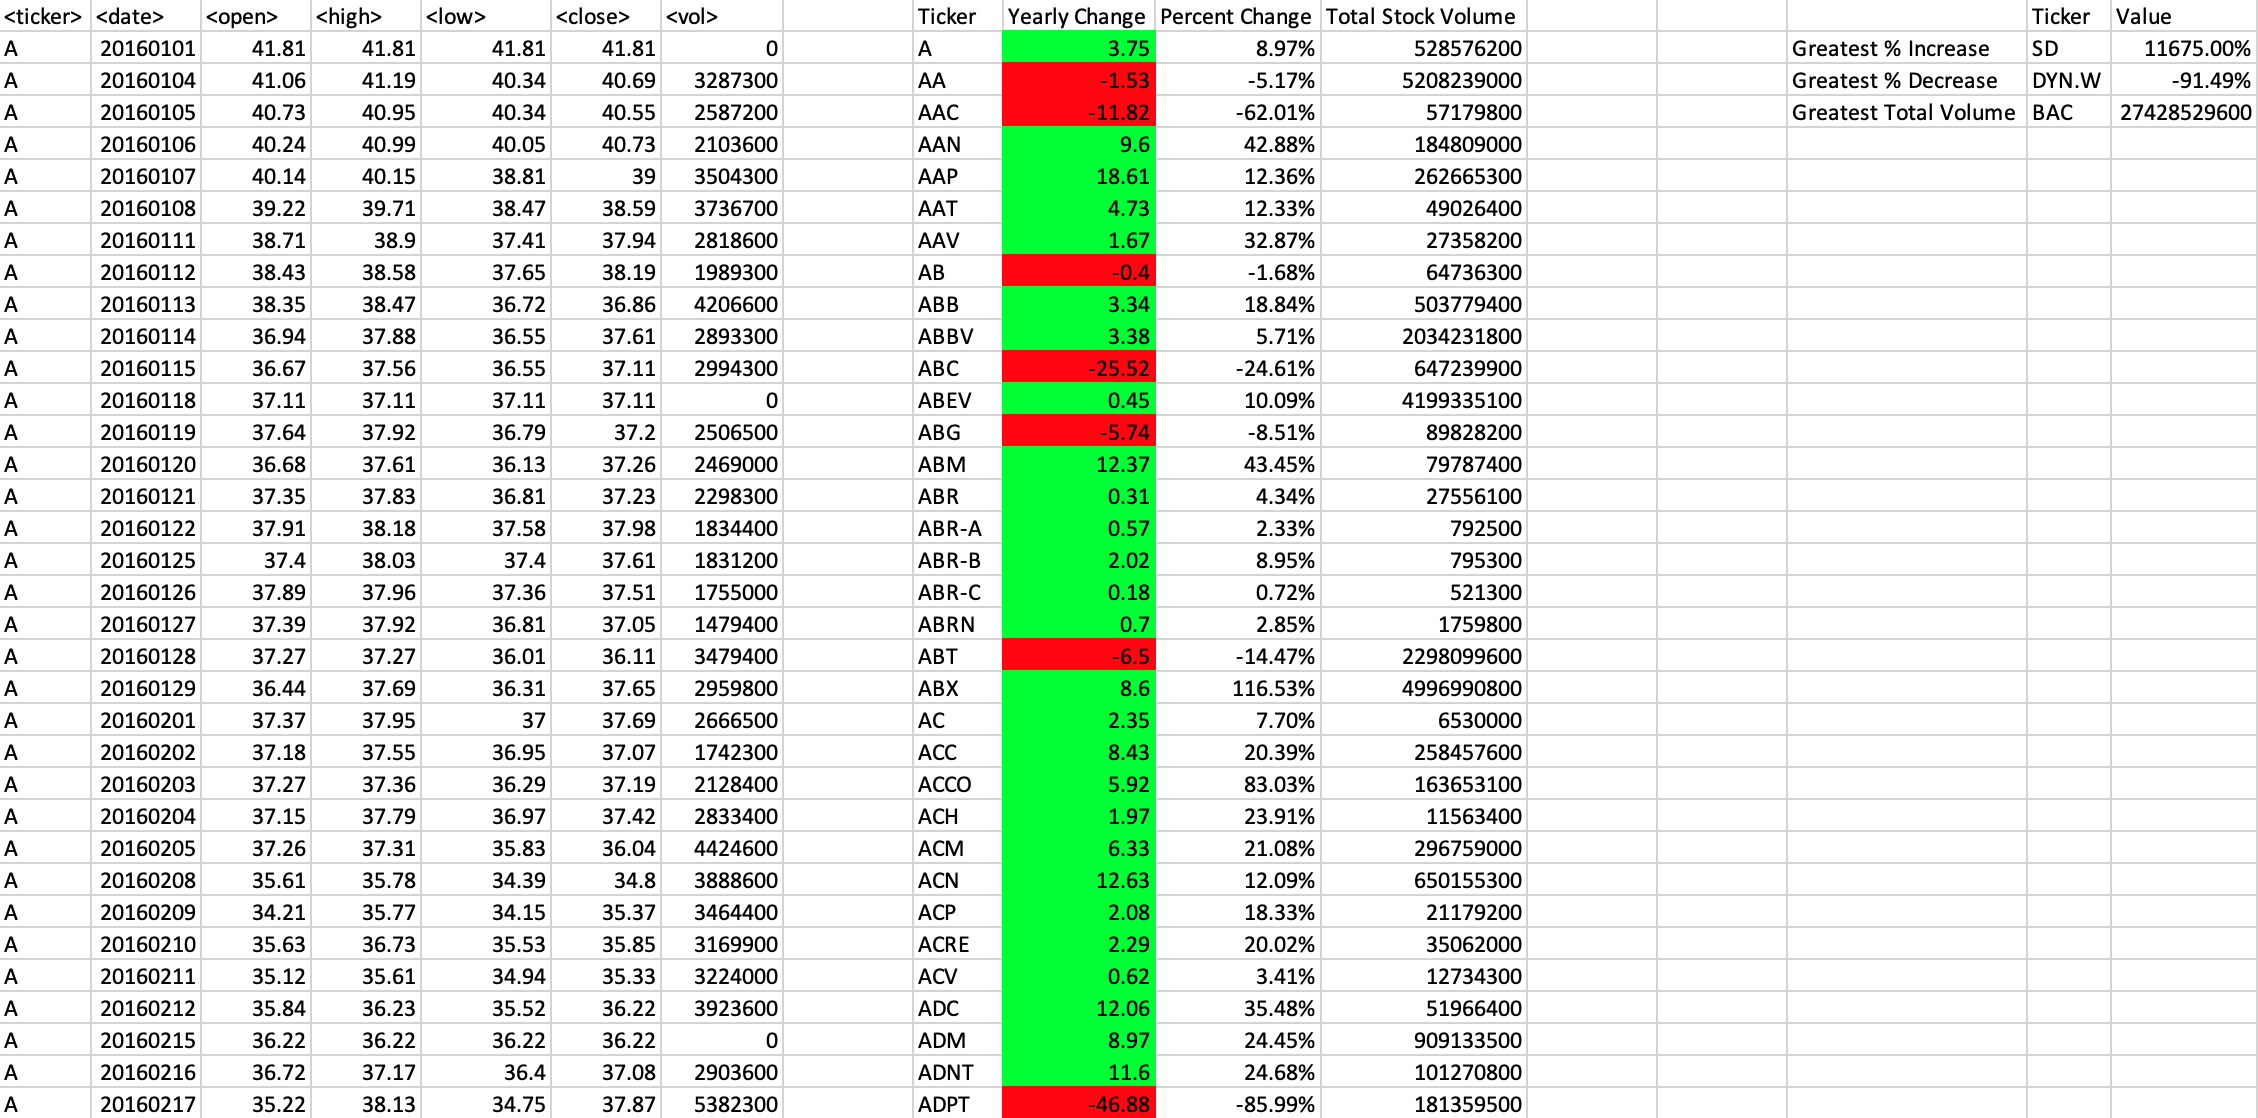 <ticker> <date> <open> <high> <low> <close> <vol> Ticker Yearly Change Percent Change Total Stock Volume Ticker Value
A 20160101 41.81 41.81 41.81 41.81 0 A 3.75 8.97% 528576200 Greatest % Increase SD 11675.00%
A 20160104 41.06 41.19 40.34 40.69 3287300 AA -1.53 -5.17% 5208239000 Greatest % Decrease DYN.W -91.49%
A 20160105 40.73 40.95 40.34 40.55 2587200 AAC -11.82 -62.01% 57179800 Greatest Total Volume BAC 27428529600
A 20160106 40.24 40.99 40.05 40.73 2103600 AAN 9.6 42.88% 184809000
A 20160107 40.14 40.15 38.81 39 3504300 AAP 18.61 12.36% 262665300
A 20160108 39.22 39.71 38.47 38.59 3736700 AAT 4.73 12.33% 49026400
A 20160111 38.71 38.9 37.41 37.94 2818600 AAV 1.67 32.87% 27358200
A 20160112 38.43 38.58 37.65 38.19 1989300 AB -0.4 -1.68% 64736300
A 20160113 38.35 38.47 36.72 36.86 4206600 ABB 3.34 18.84% 503779400
A 20160114 36.94 37.88 36.55 37.61 2893300 ABBV 3.38 5.71% 2034231800
A 20160115 36.67 37.56 36.55 37.11 2994300 ABC -25.52 -24.61% 647239900
A 20160118 37.11 37.11 37.11 37.11 0 ABEV 0.45 10.09% 4199335100
A 20160119 37.64 37.92 36.79 37.2 2506500 ABG -5.74 -8.51% 89828200
A 20160120 36.68 37.61 36.13 37.26 2469000 ABM 12.37 43.45% 79787400
A 20160121 37.35 37.83 36.81 37.23 2298300 ABR 0.31 4.34% 27556100
A 20160122 37.91 38.18 37.58 37.98 1834400 ABR-A 0.57 2.33% 792500
A 20160125 37.4 38.03 37.4 37.61 1831200 ABR-B 2.02 8.95% 795300
A 20160126 37.89 37.96 37.36 37.51 1755000 ABR-C 0.18 0.72% 521300
A 20160127 37.39 37.92 36.81 37.05 1479400 ABRN 0.7 2.85% 1759800
A 20160128 37.27 37.27 36.01 36.11 3479400 ABT -6.5 -14.47% 2298099600
A 20160129 36.44 37.69 36.31 37.65 2959800 ABX 8.6 116.53% 4996990800
A 20160201 37.37 37.95 37 37.69 2666500 AC 2.35 7.70% 6530000
A 20160202 37.18 37.55 36.95 37.07 1742300 ACC 8.43 20.39% 258457600
A 20160203 37.27 37.36 36.29 37.19 2128400 ACCO 5.92 83.03% 163653100
A 20160204 37.15 37.79 36.97 37.42 2833400 ACH 1.97 23.91% 11563400
A 20160205 37.26 37.31 35.83 36.04 4424600 ACM 6.33 21.08% 296759000
A 20160208 35.61 35.78 34.39 34.8 3888600 ACN 12.63 12.09% 650155300
A 20160209 34.21 35.77 34.15 35.37 3464400 ACP 2.08 18.33% 21179200
A 20160210 35.63 36.73 35.53 35.85 3169900 ACRE 2.29 20.02% 35062000
A 20160211 35.12 35.61 34.94 35.33 3224000 ACV 0.62 3.41% 12734300
A 20160212 35.84 36.23 35.52 36.22 3923600 ADC 12.06 35.48% 51966400
A 20160215 36.22 36.22 36.22 36.22 0 ADM 8.97 24.45% 909133500
A 20160216 36.72 37.17 36.4 37.08 2903600 ADNT 11.6 24.68% 101270800
A 20160217 35.22 38.13 34.75 37.87 5382300 ADPT -46.88 -85.99% 181359500